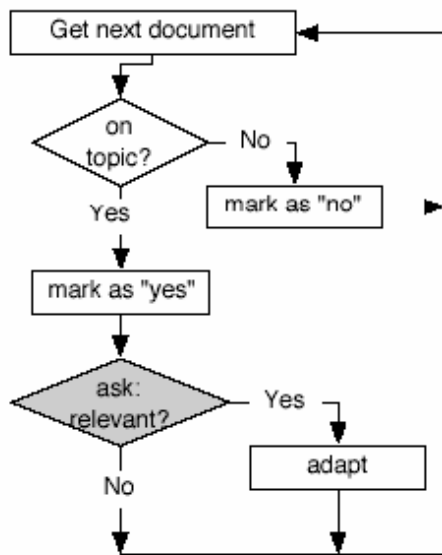 Get next document
on
topic?
No
Yes
mark as "no"
mark as "yes"
ask:
relevant?
Yes
No
adapt